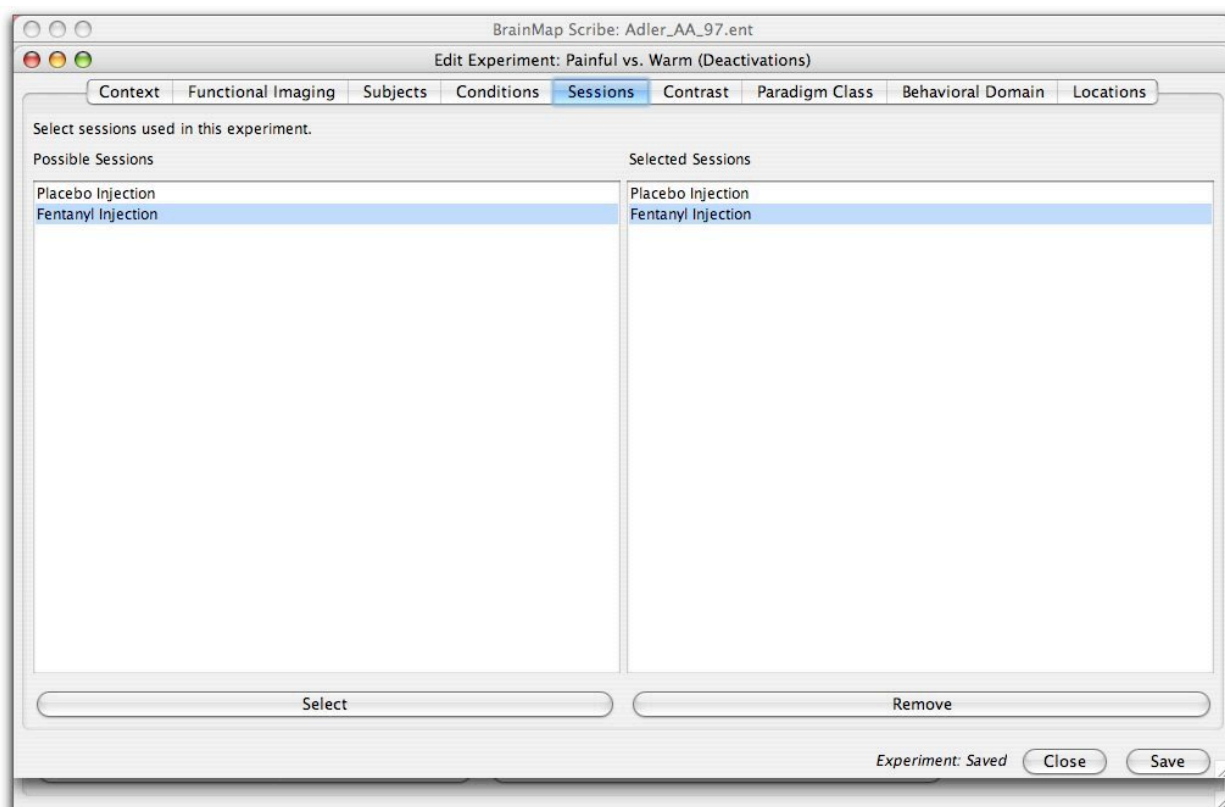 BrainMap Scribe: Adler_AA_97.ent
Edit Experiment: Painful vs. Warm (Deactivations)
Context Functional Imaging Subjects Conditions Sessions Contrast Paradigm Class Behavioral Domain Locations
Select sessions used in this experiment.
Possible Sessions Selected Sessions
Placebo Injection Placebo Injection
Fentanyl Injection Fentanyl Injection
Select Remove
Experiment: Saved Close Save